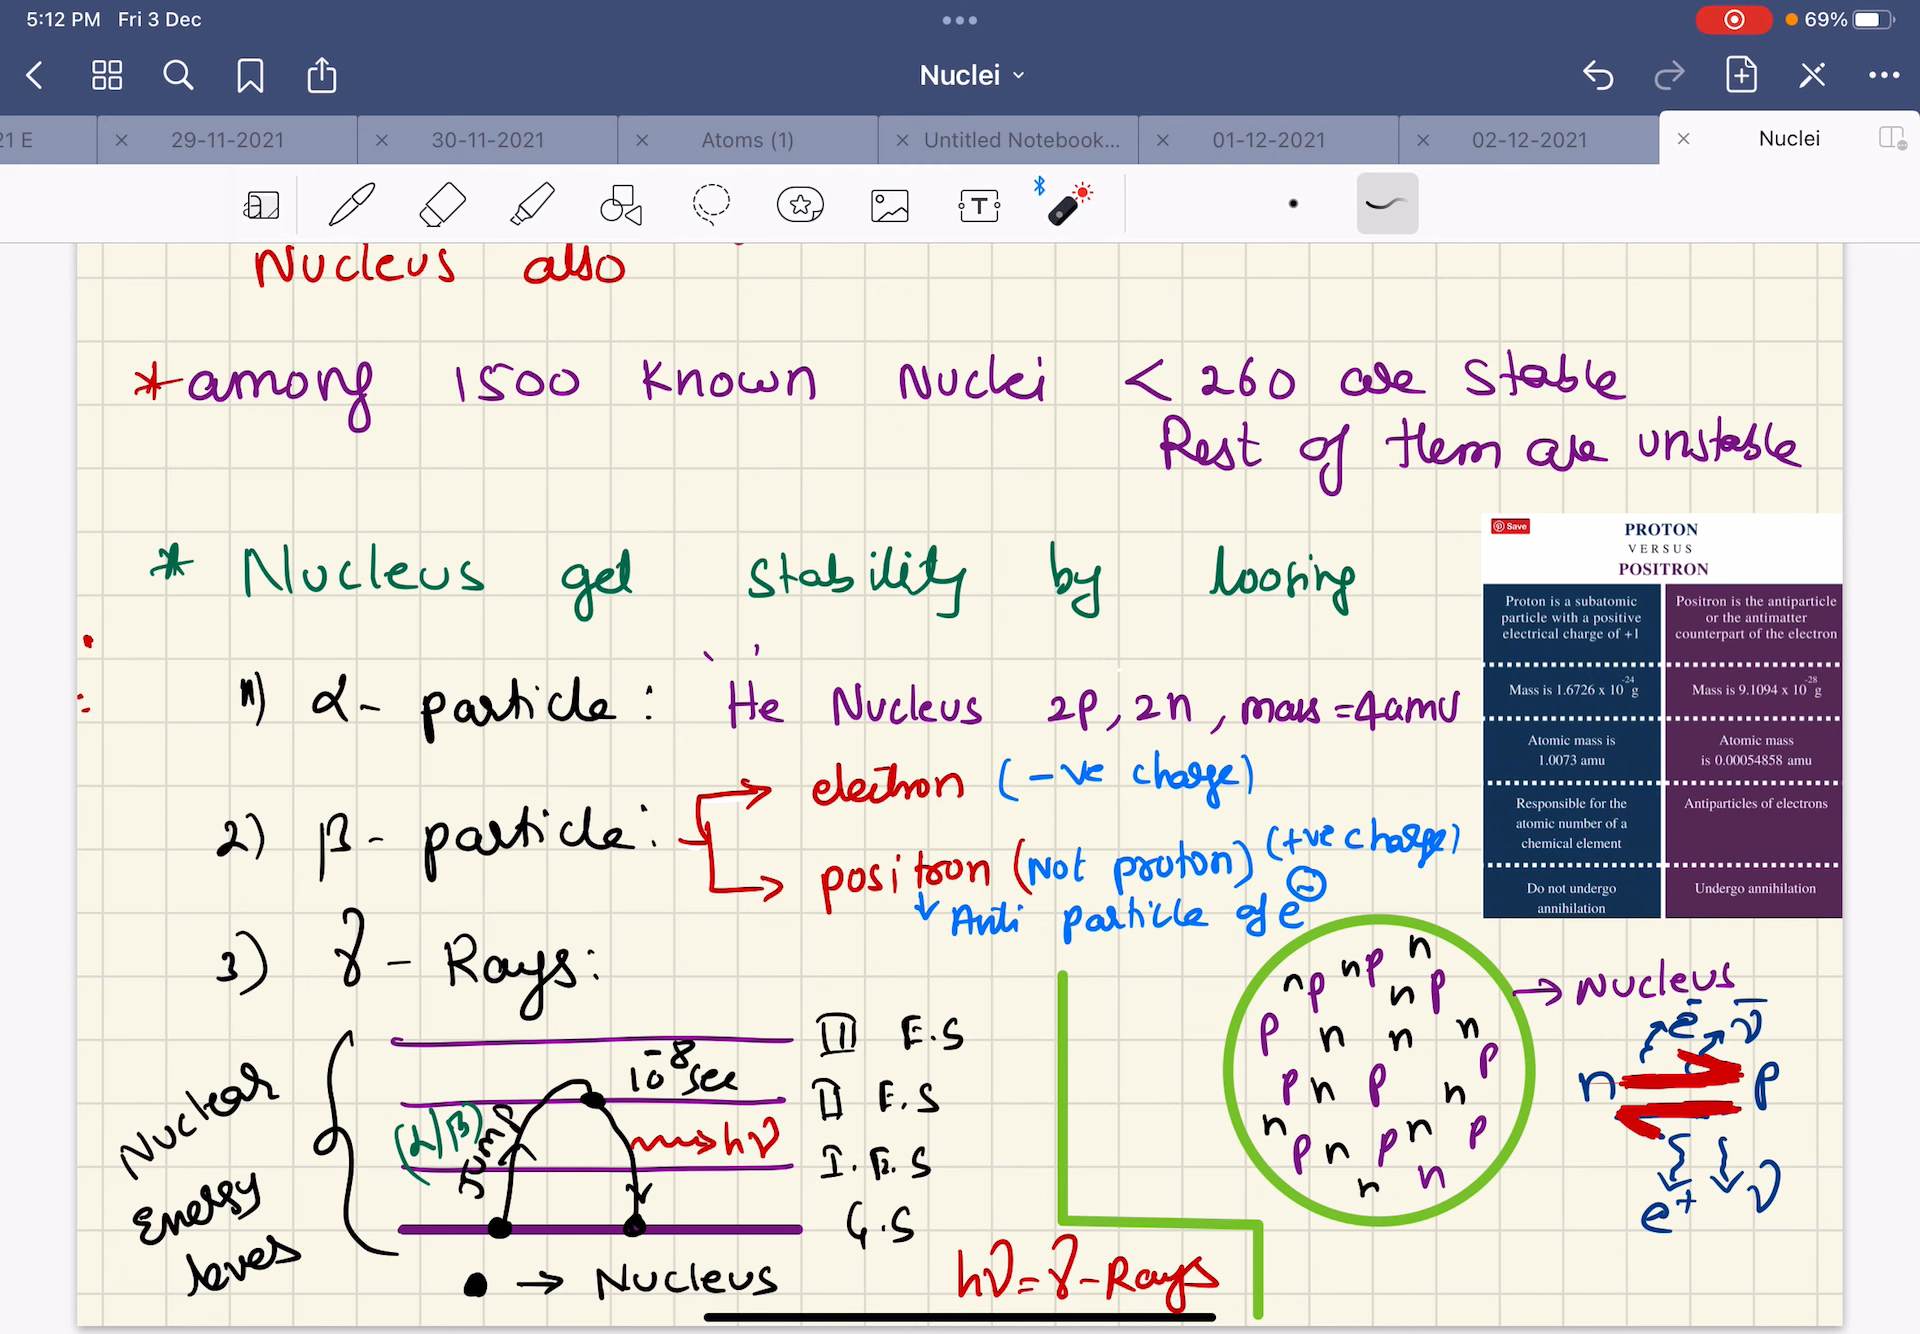 5:12 PM Fri 3 Dec
69%
Nuclei
21 E
29-11-2021
30-11-2021
Atoms (1)
Untitled Notebook...
01-12-2021
02-12-2021
Nuclei
Nucleus also
*among 1500 Known Nuclei < 260 are stable
Rest of them are unstable
* Nucleus get stability by loosing
1) α- particle: He Nucleus 2p, 2n, mass = 4amu
2) β- particle:
electron (-ve charge)
positron (Not proton) (+ve charge)
↓ Anti particle of e⊖
3) γ- Rays:
Nuclear
Energy
leves
III E.S
II E.S
I. E.S
G.S
10⁻⁸sec
(α/β)
Jump
→hν
• → Nucleus
hν = γ-Rays
Save
PROTON
VERSUS
POSITRON
Proton is a subatomic
particle with a positive
electrical charge of +1
Positron is the antiparticle
or the antimatter
counterpart of the electron
Mass is 1.6726 x 10⁻²⁴ g
Mass is 9.1094 x 10⁻²⁸ g
Atomic mass is
1.0073 amu
Atomic mass
is 0.00054858 amu
Responsible for the
atomic number of a
chemical element
Antiparticles of electrons
Do not undergo
annihilation
Undergo annihilation
n p n p n
n p
p n n n
p
p n p n
n p n p n p
n n
→ Nucleus
e⁻ ν̄
n p
e⁺ ν